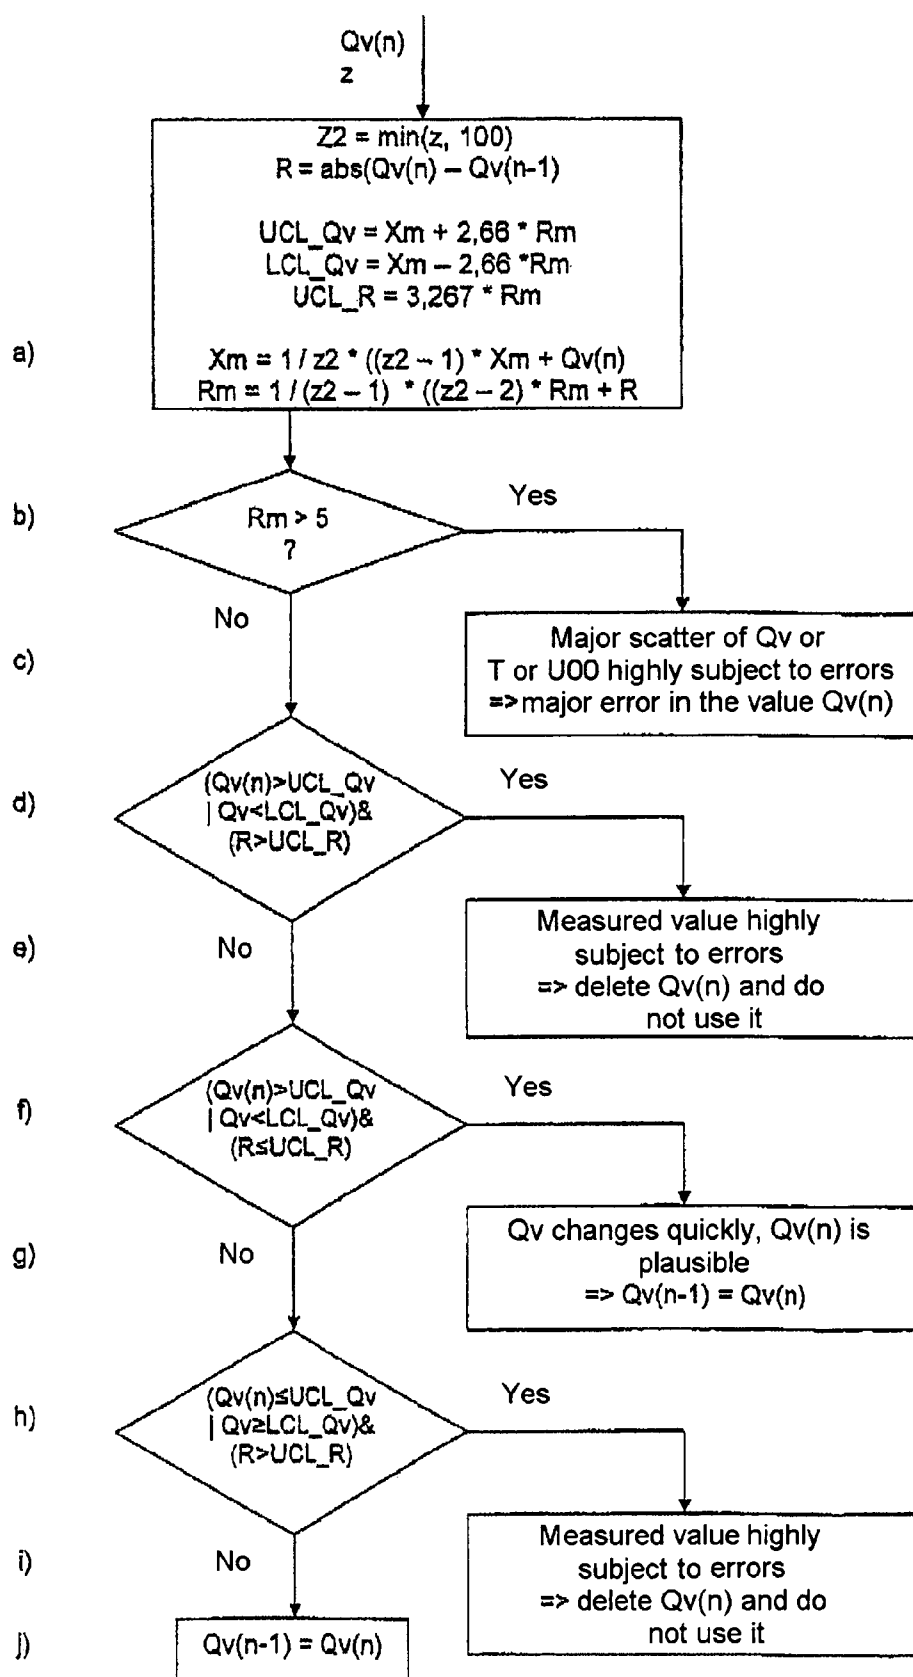 Qv(n)
z
Z2 = min(z, 100)
R = abs(Qv(n) – Qv(n-1)
UCL_Qv = Xm + 2,66 * Rm
LCL_Qv = Xm – 2,66 *Rm
UCL_R = 3,267 * Rm
a)
Xm = 1 / z2 * ((z2 – 1) * Xm + Qv(n)
Rm = 1 / (z2 – 1) * ((z2 – 2) * Rm + R
b)
Rm > 5
?
Yes
No
c)
Major scatter of Qv or
T or U00 highly subject to errors
=> major error in the value Qv(n)
d)
(Qv(n)>UCL_Qv
| Qv<LCL_Qv)&
(R>UCL_R)
Yes
e)
No
Measured value highly
subject to errors
=> delete Qv(n) and do
not use it
f)
(Qv(n)>UCL_Qv
| Qv<LCL_Qv)&
(R≤UCL_R)
Yes
g)
No
Qv changes quickly, Qv(n) is
plausible
=> Qv(n-1) = Qv(n)
h)
(Qv(n)≤UCL_Qv
| Qv≥LCL_Qv)&
(R>UCL_R)
Yes
i)
No
Measured value highly
subject to errors
=> delete Qv(n) and do
not use it
j)
Qv(n-1) = Qv(n)